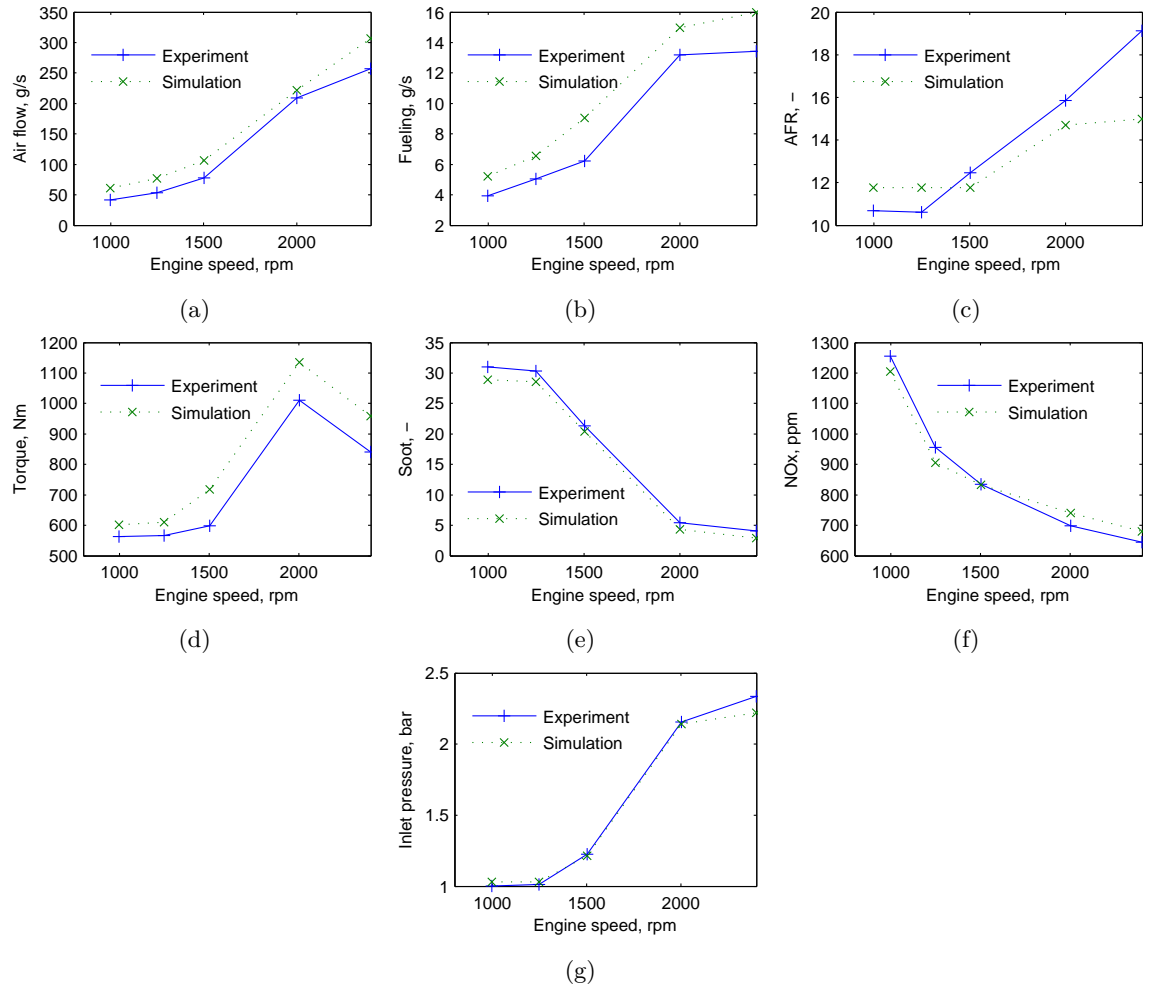 350
300
250
200
150
100
50
0
Air flow, g/s
Experiment
Simulation
1000 1500 2000
Engine speed, rpm
(a)
16
14
12
10
8
6
4
2
Fueling, g/s
Experiment
Simulation
1000 1500 2000
Engine speed, rpm
(b)
20
18
16
14
12
10
AFR, –
Experiment
Simulation
1000 1500 2000
Engine speed, rpm
(c)
1200
1100
1000
900
800
700
600
500
Torque, Nm
Experiment
Simulation
1000 1500 2000
Engine speed, rpm
(d)
35
30
25
20
15
10
5
0
Soot, –
Experiment
Simulation
1000 1500 2000
Engine speed, rpm
(e)
1300
1200
1100
1000
900
800
700
600
NOx, ppm
Experiment
Simulation
1000 1500 2000
Engine speed, rpm
(f)
2.5
2
1.5
1
Inlet pressure, bar
Experiment
Simulation
1000 1500 2000
Engine speed, rpm
(g)